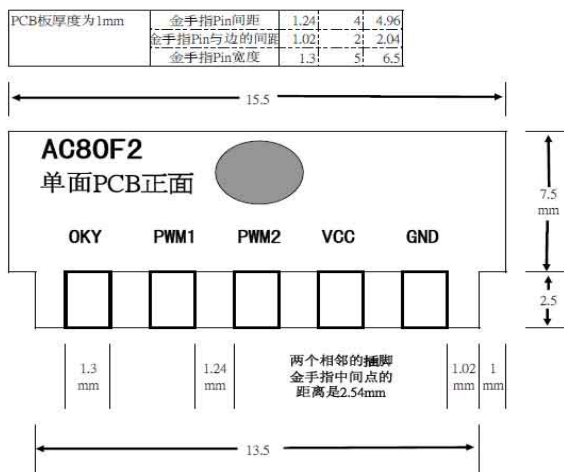 PCB板厚度为1mm 金手指Pin间距 1.24 4 4.96
金手指Pin与边的间距 1.02 2 2.04
金手指Pin宽度 1.3 5 6.5
15.5
AC80F2
单面PCB正面
7.5
mm
OKY PWM1 PWM2 VCC GND
2.5
1.3
mm
1.24
mm
两个相邻的插脚
金手指中间点的
距离是2.54mm
1.02
mm
1
mm
13.5